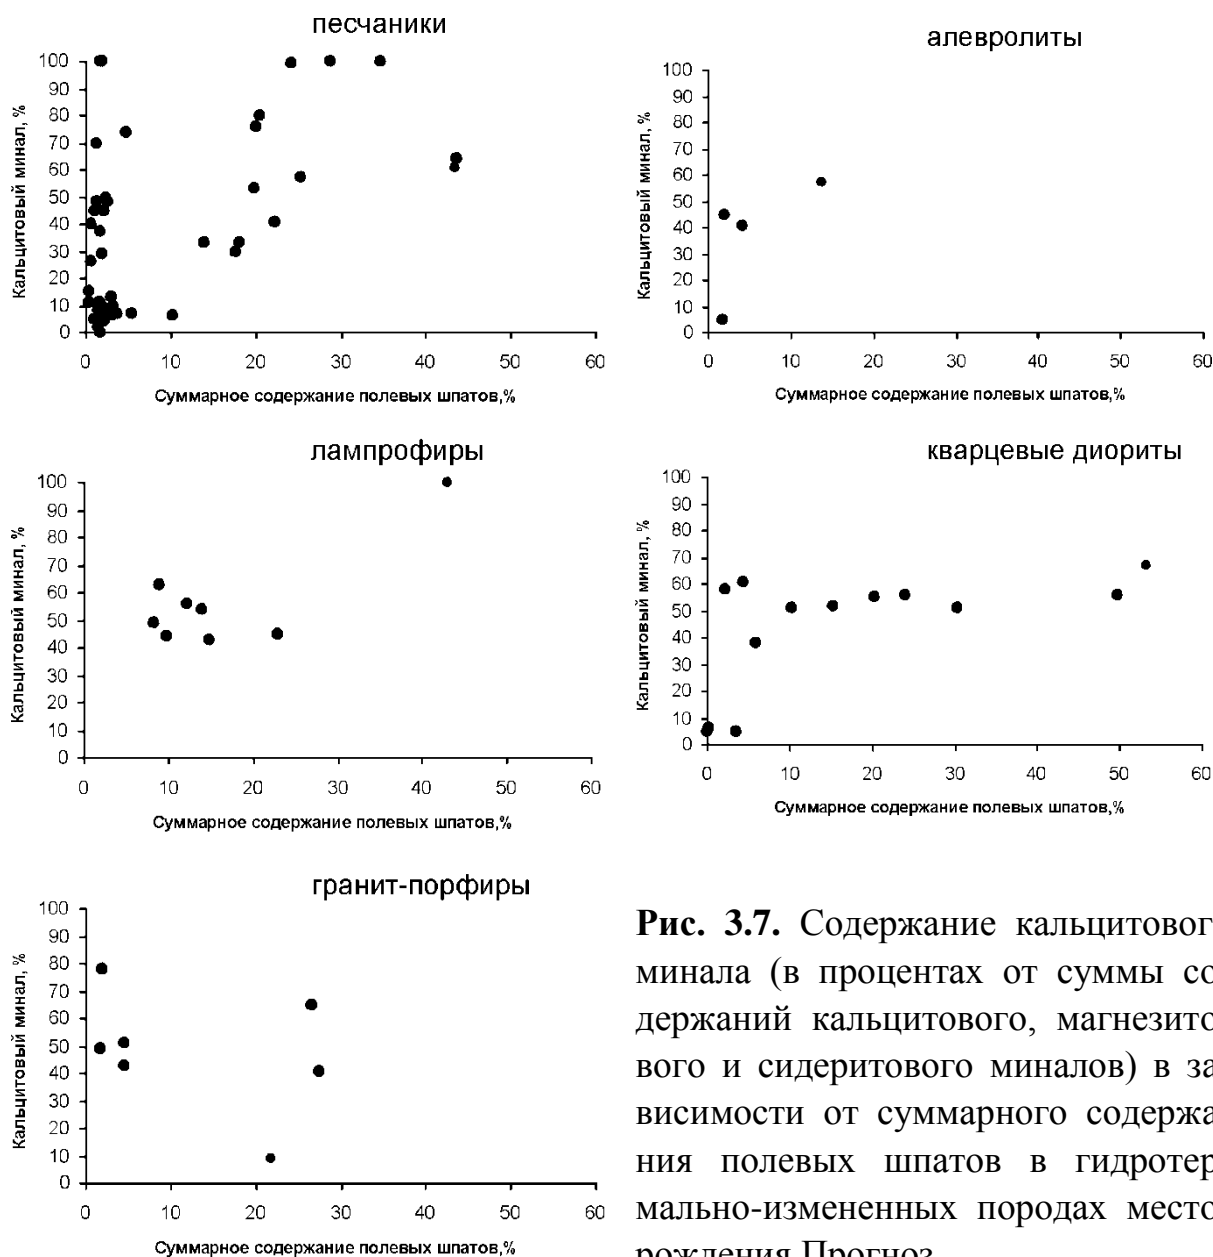 песчаники
Кальцитовый минал, %
100
90
80
70
60
50
40
30
20
10
0
0 10 20 30 40 50 60
Суммарное содержание полевых шпатов,%
алевролиты
Кальцитовый минал, %
100
90
80
70
60
50
40
30
20
10
0
0 10 20 30 40 50 60
Суммарное содержание полевых шпатов,%
лампрофиры
Кальцитовый минал, %
100
90
80
70
60
50
40
30
20
10
0
0 10 20 30 40 50 60
Суммарное содержание полевых шпатов,%
кварцевые диориты
Кальцитовый минал, %
100
90
80
70
60
50
40
30
20
10
0
0 10 20 30 40 50 60
Суммарное содержание полевых шпатов,%
гранит-порфиры
Кальцитовый минал, %
100
90
80
70
60
50
40
30
20
10
0
0 10 20 30 40 50 60
Суммарное содержание полевых шпатов,%
Рис. 3.7. Содержание кальцитовог
минала (в процентах от суммы со
держаний кальцитового, магнезито
вого и сидеритового миналов) в за
висимости от суммарного содержа
ния полевых шпатов в гидротер
мально-измененных породах место
рождения Прогноз